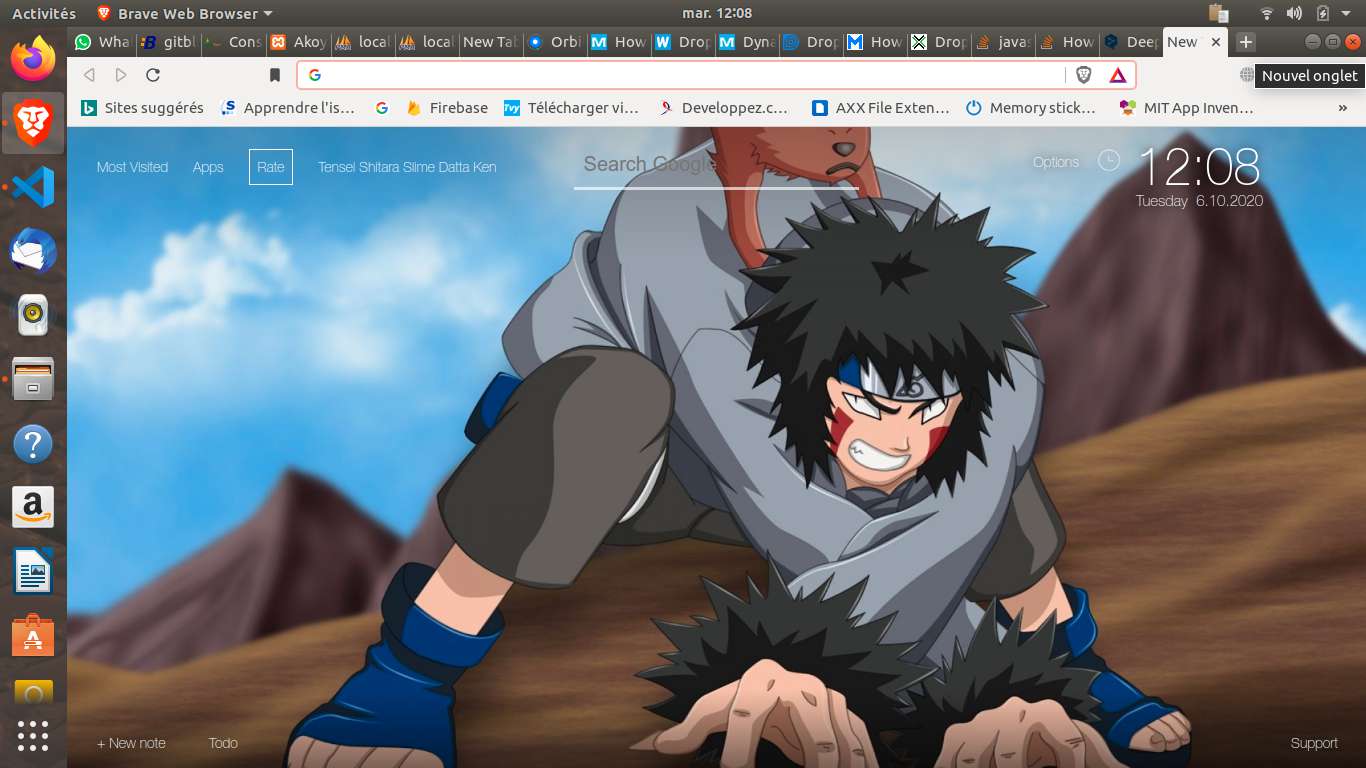 Activités Brave Web Browser mar. 12:08
Wha gitbl Cons Akoy local local New Tab Orbi How Drop Dyna Drop How Drop javas How Deep New
Nouvel onglet
Sites suggérés Apprendre l'is… Firebase Télécharger vi… Developpez.c… AXX File Exten… Memory stick… MIT App Inven… »
Most Visited Apps Rate Tensei Shitara Slime Datta Ken Search Google Options 12:08
Tuesday 6.10.2020
+ New note Todo Support